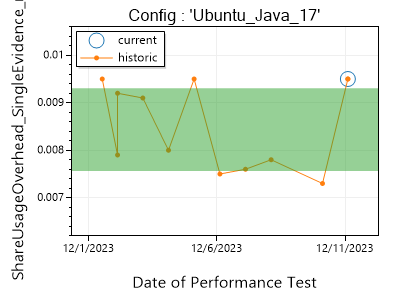 Config : 'Ubuntu_Java_17'
current
historic
ShareUsageOverhead_SingleEvidence_
0.01
0.009
0.008
0.007
12/1/2023
12/6/2023
12/11/2023
Date of Performance Test